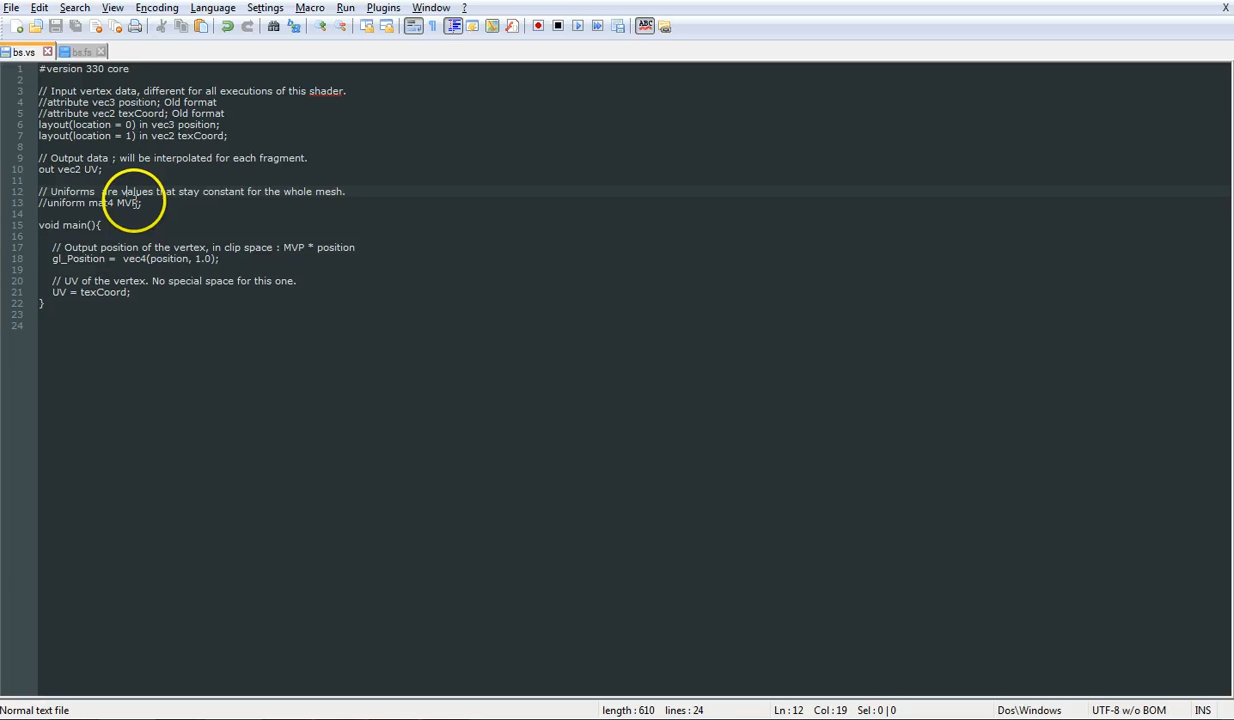 File Edit Search View Encoding Language Settings Macro Run Plugins Window ? X
ABC
bs.vs bs.fs
1 #version 330 core
2
3 // Input vertex data, different for all executions of this shader.
4 //attribute vec3 position; Old format
5 //attribute vec2 texCoord; Old format
6 layout(location = 0) in vec3 position;
7 layout(location = 1) in vec2 texCoord;
8
9 // Output data ; will be interpolated for each fragment.
10 out vec2 UV;
11
12 // Uniforms  are values that stay constant for the whole mesh.
13 //uniform mat4 MVP;
14
15 void main(){
16
17 // Output position of the vertex, in clip space : MVP * position
18 gl_Position =  vec4(position, 1.0);
19
20 // UV of the vertex. No special space for this one.
21 UV = texCoord;
22 }
23
24
Normal text file length : 610 lines : 24 Ln : 12 Col : 19 Sel : 0 | 0 Dos\Windows UTF-8 w/o BOM INS